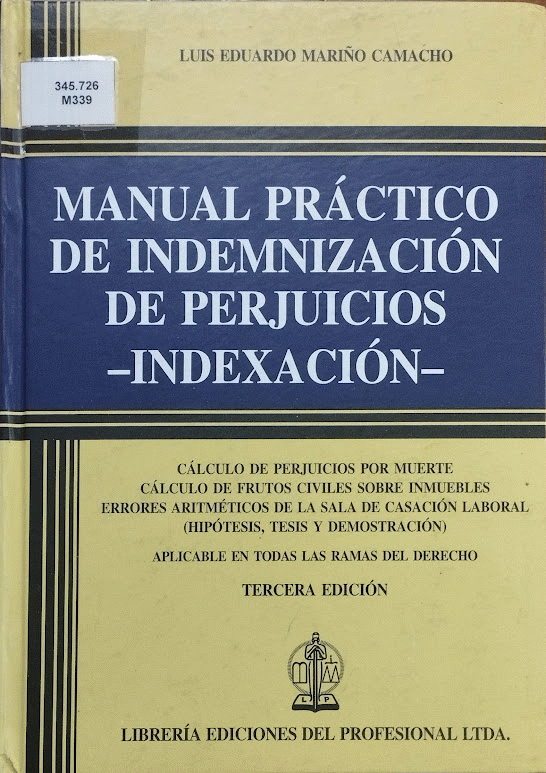 LUIS EDUARDO MARIÑO CAMACHO
345.726
M339
MANUAL PRÁCTICO
DE INDEMNIZACIÓN
DE PERJUICIOS
–INDEXACIÓN–
CÁLCULO DE PERJUICIOS POR MUERTE
CÁLCULO DE FRUTOS CIVILES SOBRE INMUEBLES
ERRORES ARITMÉTICOS DE LA SALA DE CASACIÓN LABORAL
(HIPÓTESIS, TESIS Y DEMOSTRACIÓN)
APLICABLE EN TODAS LAS RAMAS DEL DERECHO
TERCERA EDICIÓN
L P
LIBRERÍA EDICIONES DEL PROFESIONAL LTDA.